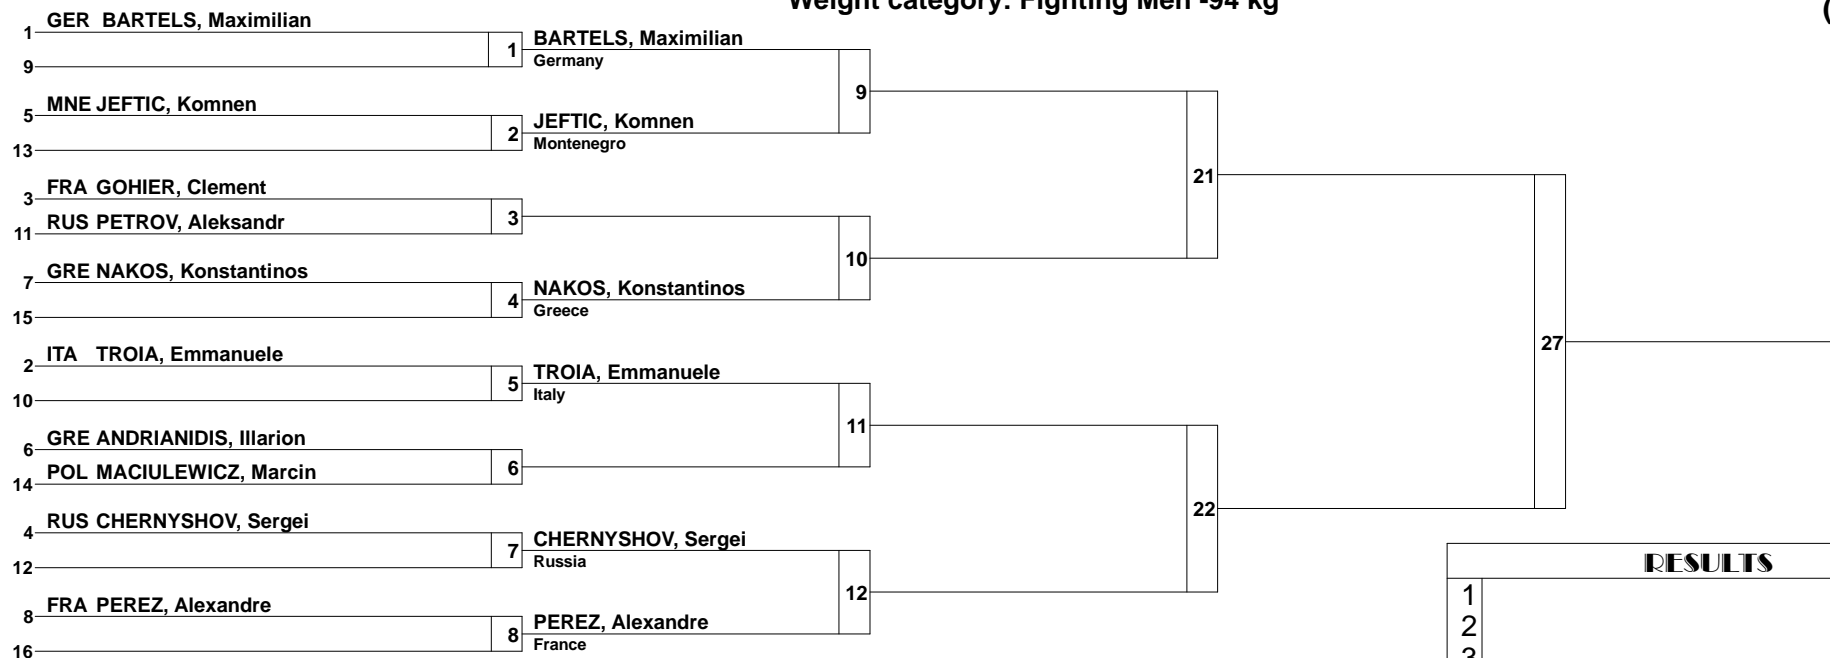 Weight category: Fighting Men -94 kg
(
GER BARTELS, Maximilian
1
9
1
BARTELS, Maximilian
Germany
9
MNE JEFTIC, Komnen
5
13
2
JEFTIC, Komnen
Montenegro
21
FRA GOHIER, Clement
3
RUS PETROV, Aleksandr
11
3
10
GRE NAKOS, Konstantinos
7
15
4
NAKOS, Konstantinos
Greece
27
ITA TROIA, Emmanuele
2
10
5
TROIA, Emmanuele
Italy
11
GRE ANDRIANIDIS, Illarion
6
POL MACIULEWICZ, Marcin
14
6
22
RUS CHERNYSHOV, Sergei
4
12
7
CHERNYSHOV, Sergei
Russia
12
FRA PEREZ, Alexandre
8
16
8
PEREZ, Alexandre
France
RESULTS
1
2
3